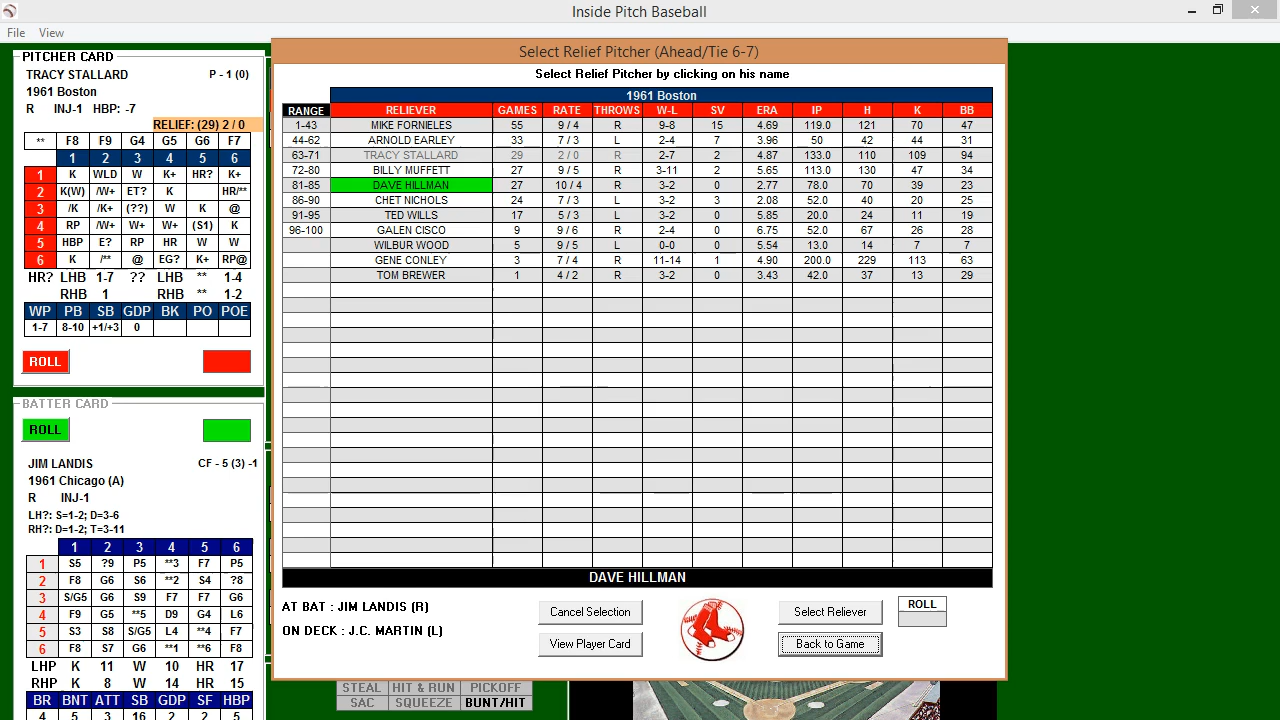 Inside Pitch Baseball
File View
PITCHER CARD
TRACY STALLARD P - 1 (0)
1961 Boston
R INJ-1 HBP: -7
RELIEF: (29) 2 / 0
** F8 F9 G4 G5 G6 F7
1 2 3 4 5 6
1 K WLD W K+ HR? K+
2 K(W) /W+ ET? K HR/**
3 /K /K+ (??) W K @
4 RP /W+ W+ W+ (S1) K
5 HBP E? RP HR W W
6 K /** @ EG? K+ RP@
HR? LHB 1-7 ?? LHB ** 1-4
RHB 1 RHB ** 1-2
WP PB SB GDP BK PO POE
1-7 8-10 +1/+3 0
ROLL
BATTER CARD
ROLL
JIM LANDIS CF - 5 (3) -1
1961 Chicago (A)
R INJ-1
LH?: S=1-2; D=3-6
RH?: D=1-2; T=3-11
1 2 3 4 5 6
1 S5 ?9 P5 **3 F7 P5
2 F8 G6 S6 **2 S4 ?8
3 S/G5 G6 S9 F7 F7 G6
4 F9 G5 **5 D9 G4 L6
5 S3 S8 S/G5 L4 **4 F7
6 F8 S7 G6 **1 **6 F8
LHP K 11 W 10 HR 17
RHP K 8 W 14 HR 15
BR BNT ATT SB GDP SF HBP
4 5 3 16 2 2 5
Select Relief Pitcher (Ahead/Tie 6-7)
Select Relief Pitcher by clicking on his name
1961 Boston
RANGE RELIEVER GAMES RATE THROWS W-L SV ERA IP H K BB
1-43 MIKE FORNIELES 55 9 / 4 R 9-8 15 4.69 119.0 121 70 47
44-62 ARNOLD EARLEY 33 7 / 3 L 2-4 7 3.96 50 42 44 31
63-71 TRACY STALLARD 29 2 / 0 R 2-7 2 4.87 133.0 110 109 94
72-80 BILLY MUFFETT 27 9 / 5 R 3-11 2 5.65 113.0 130 47 34
81-85 DAVE HILLMAN 27 10 / 4 R 3-2 0 2.77 78.0 70 39 23
86-90 CHET NICHOLS 24 7 / 3 L 3-2 3 2.08 52.0 40 20 25
91-95 TED WILLS 17 5 / 3 L 3-2 0 5.85 20.0 24 11 19
96-100 GALEN CISCO 9 9 / 6 R 2-4 0 6.75 52.0 67 26 28
WILBUR WOOD 5 9 / 5 L 0-0 0 5.54 13.0 14 7 7
GENE CONLEY 3 7 / 4 R 11-14 1 4.90 200.0 229 113 63
TOM BREWER 1 4 / 2 R 3-2 0 3.43 42.0 37 13 29
DAVE HILLMAN
AT BAT : JIM LANDIS (R)
ON DECK : J.C. MARTIN (L)
Cancel Selection
View Player Card
Select Reliever
Back to Game
ROLL
STEAL HIT & RUN PICKOFF
SAC SQUEEZE BUNT/HIT